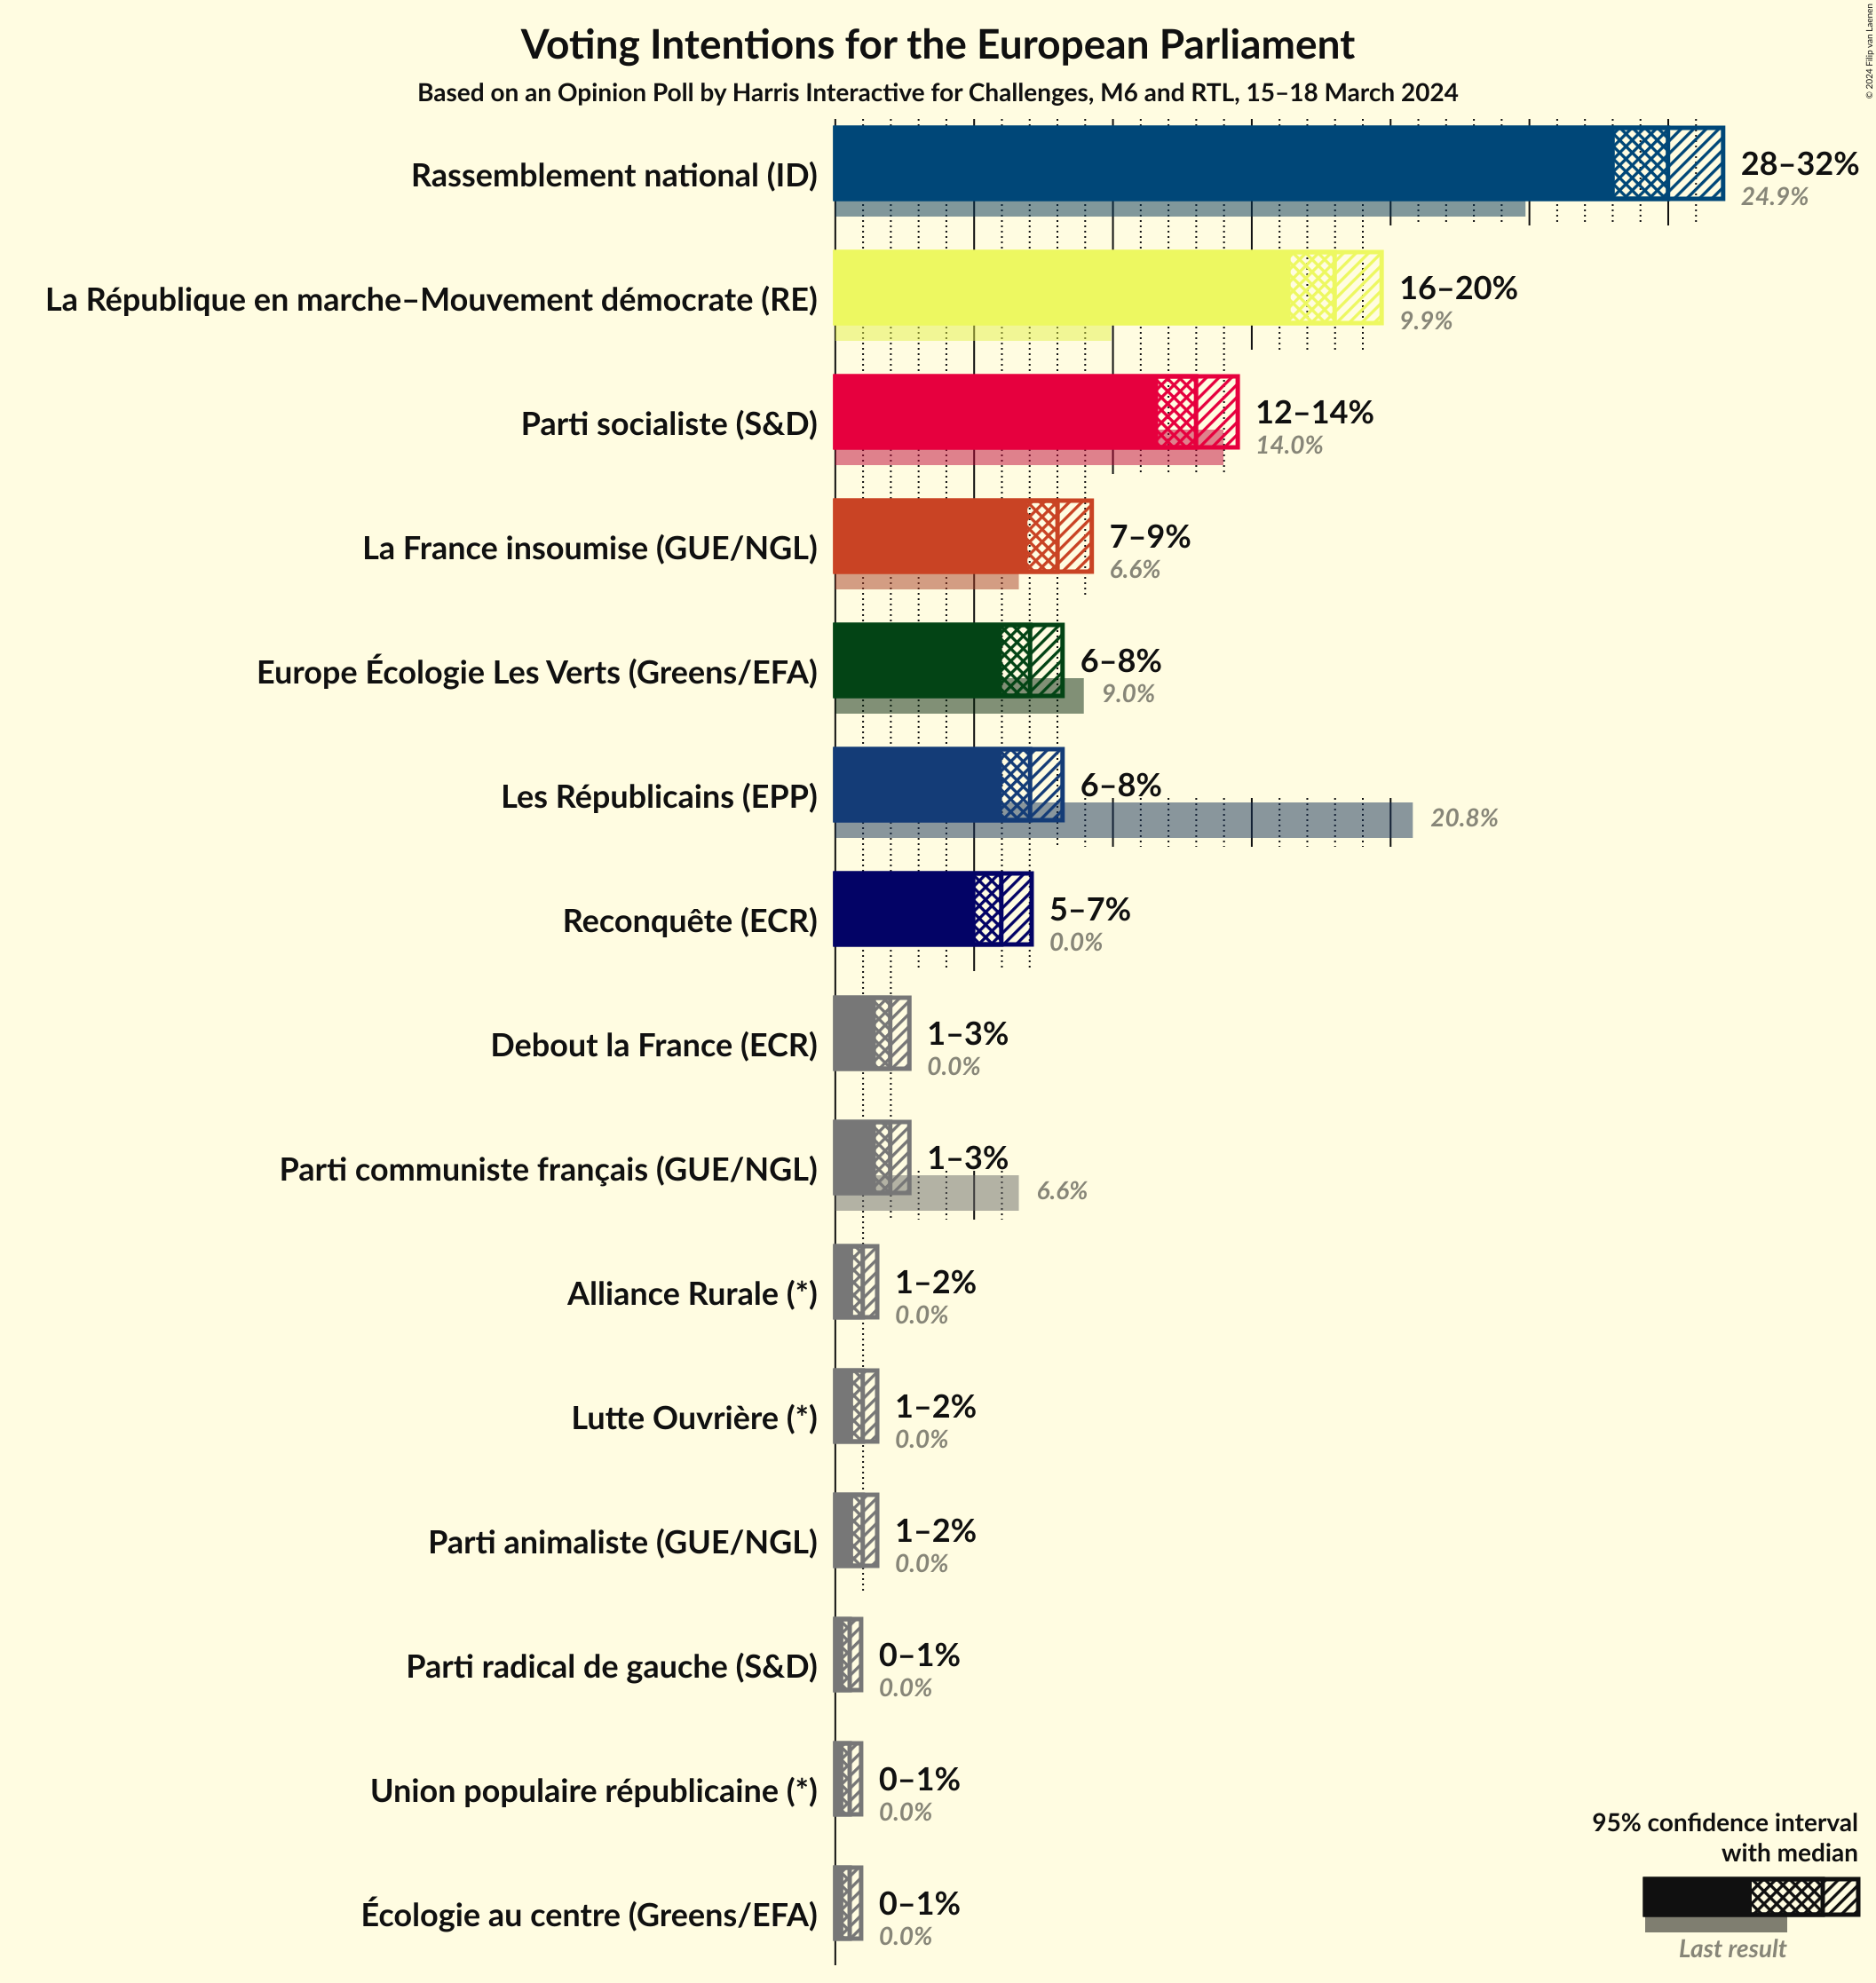 Voting Intentions for the European Parliament
Based on an Opinion Poll by Harris Interactive for Challenges, M6 and RTL, 15–18 March 2024
© 2024 Filip van Laenen
Rassemblement national (ID)
28–32%
24.9%
La République en marche–Mouvement démocrate (RE)
16–20%
9.9%
Parti socialiste (S&D)
12–14%
14.0%
La France insoumise (GUE/NGL)
7–9%
6.6%
Europe Écologie Les Verts (Greens/EFA)
6–8%
9.0%
Les Républicains (EPP)
6–8%
20.8%
Reconquête (ECR)
5–7%
0.0%
Debout la France (ECR)
1–3%
0.0%
Parti communiste français (GUE/NGL)
1–3%
6.6%
Alliance Rurale (*)
1–2%
0.0%
Lutte Ouvrière (*)
1–2%
0.0%
Parti animaliste (GUE/NGL)
1–2%
0.0%
Parti radical de gauche (S&D)
0–1%
0.0%
Union populaire républicaine (*)
0–1%
0.0%
Écologie au centre (Greens/EFA)
0–1%
0.0%
95% confidence interval
with median
Last result